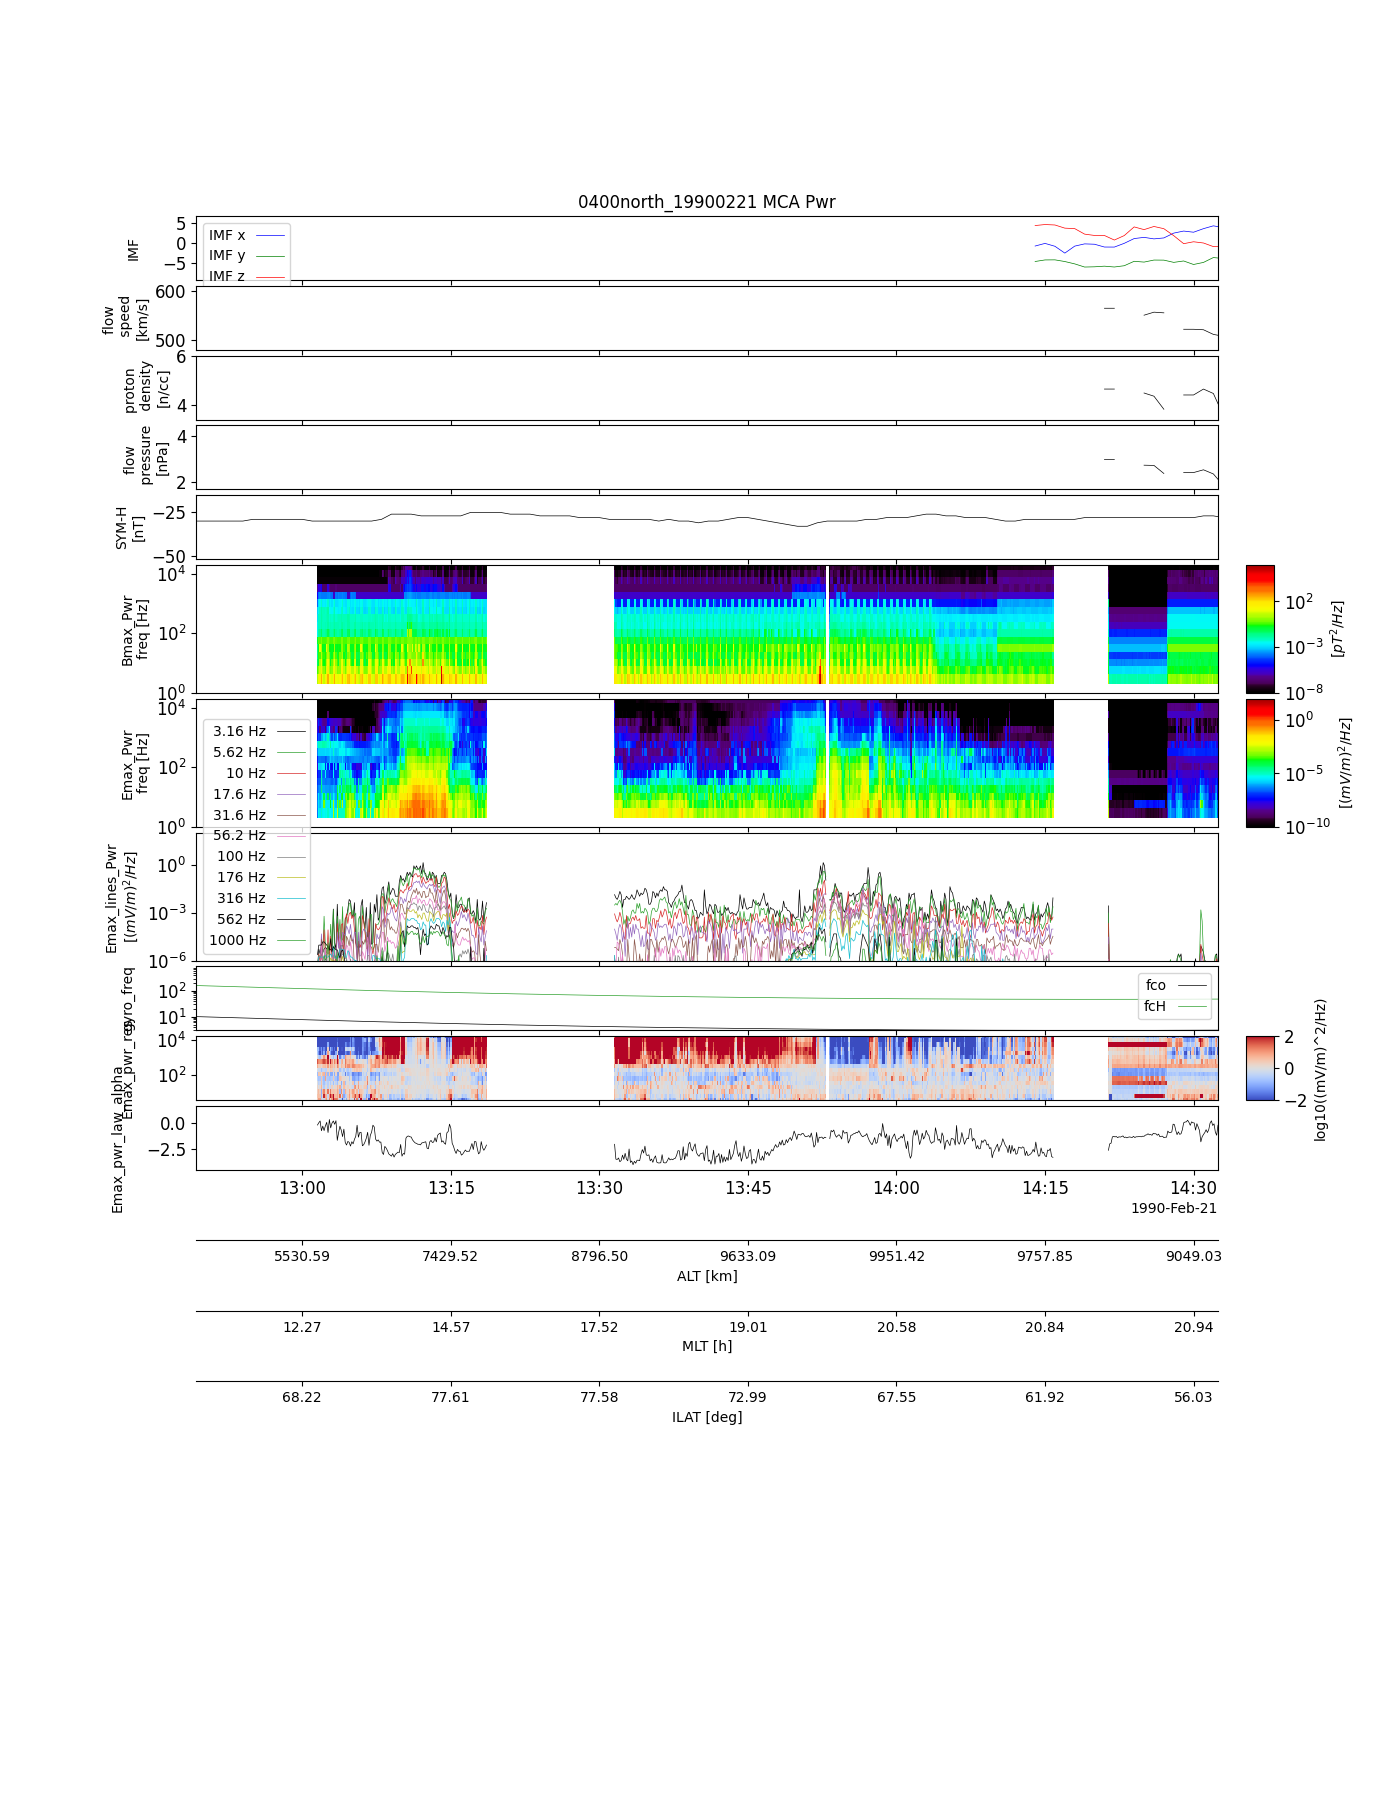 0400north_19900221 MCA Pwr
5
0
−5
IMF
IMF x
IMF y
IMF z
600
500
flow
speed
[km/s]
6
4
proton
density
[n/cc]
4
2
flow
pressure
[nPa]
−25
−50
SYM-H
[nT]
10^4
10^2
10^0
Bmax_Pwr
freq [Hz]
10^2
10^−3
10^−8
[pT^2/Hz]
10^4
10^2
10^0
Emax_Pwr
freq [Hz]
10^0
10^−5
10^−10
[(mV/m)^2/Hz]
3.16 Hz
5.62 Hz
10 Hz
17.6 Hz
31.6 Hz
56.2 Hz
100 Hz
176 Hz
316 Hz
562 Hz
1000 Hz
10^0
10^−3
10^−6
Emax_lines_Pwr
[(mV/m)^2/Hz]
10^2
10^1
gyro_freq
fco
fcH
10^4
10^2
Emax_pwr_res
2
0
−2
log10((mV/m)^2/Hz)
0.0
−2.5
Emax_pwr_law_alpha
13:00 13:15 13:30 13:45 14:00 14:15 14:30
1990-Feb-21
5530.59 7429.52 8796.50 9633.09 9951.42 9757.85 9049.03
ALT [km]
12.27 14.57 17.52 19.01 20.58 20.84 20.94
MLT [h]
68.22 77.61 77.58 72.99 67.55 61.92 56.03
ILAT [deg]